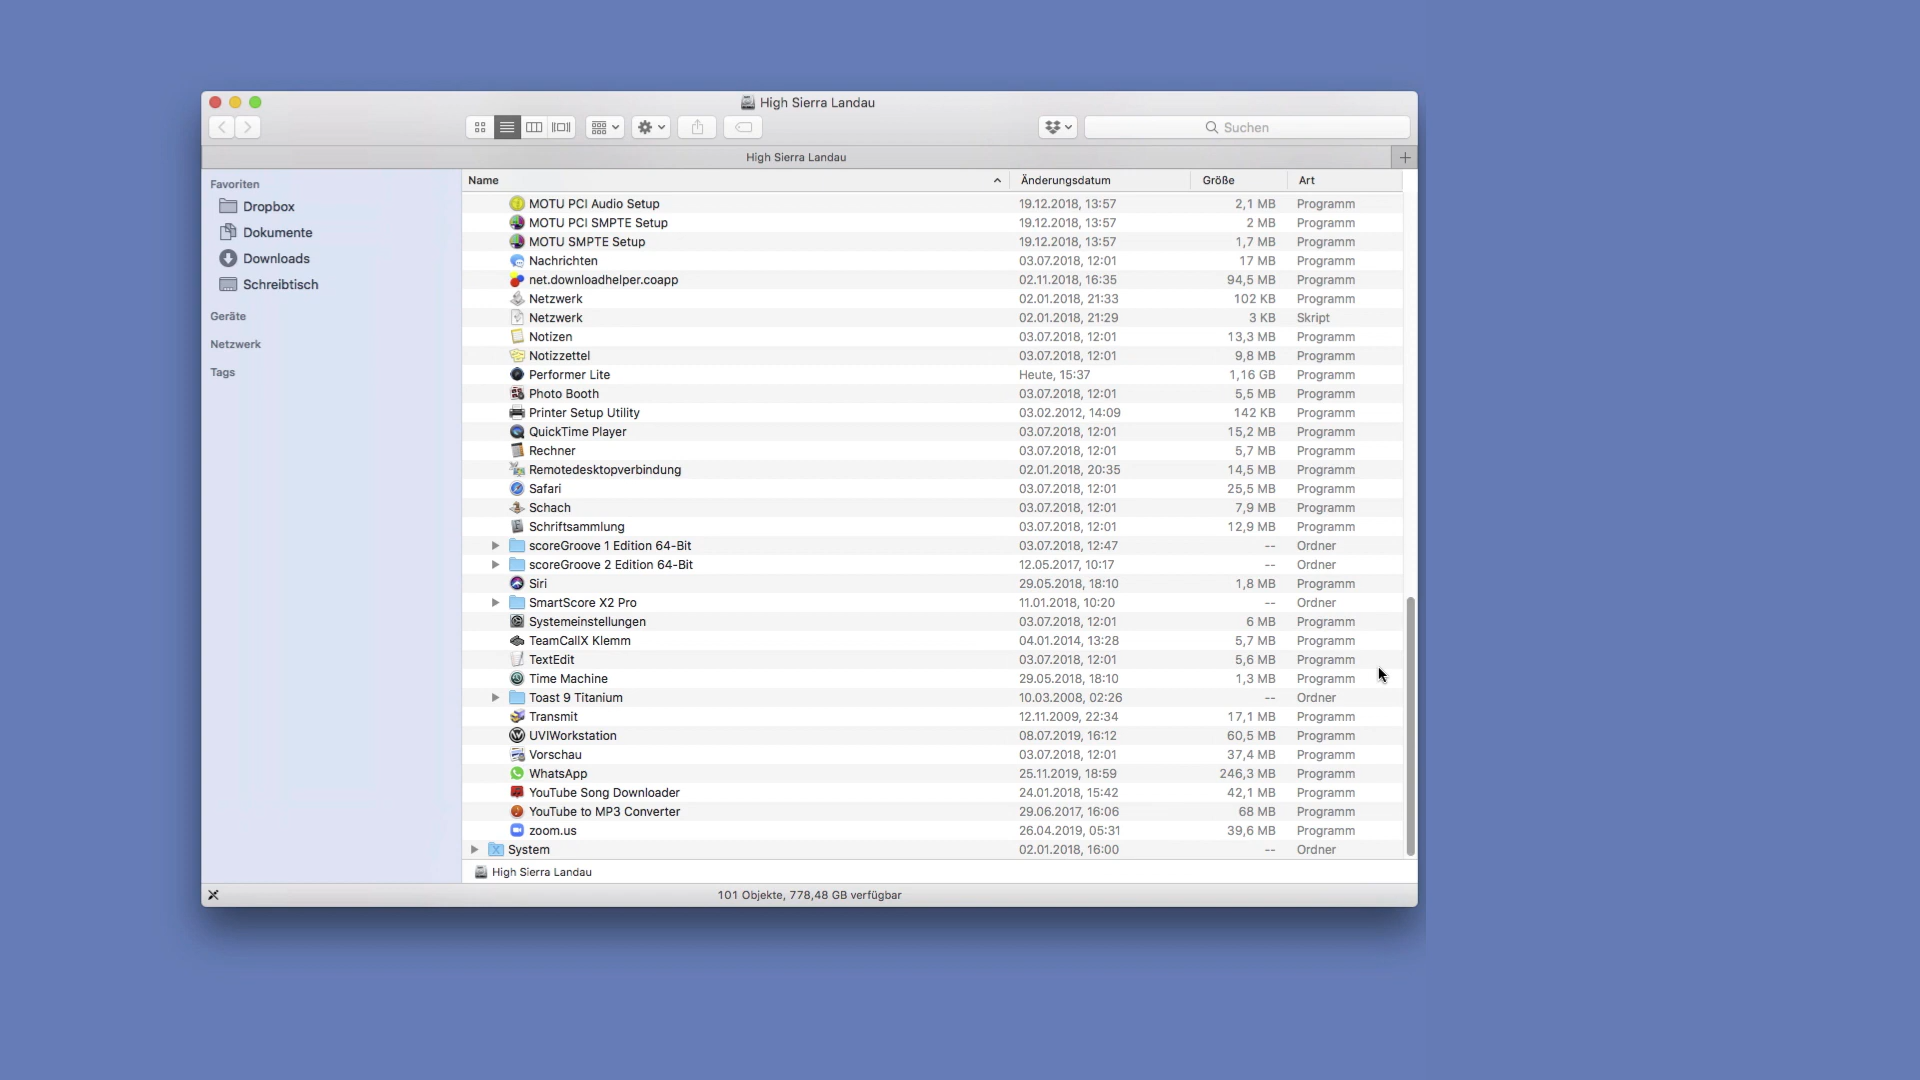 High Sierra Landau
Suchen
High Sierra Landau
Favoriten
Dropbox
Dokumente
Downloads
Schreibtisch
Geräte
Netzwerk
Tags
Name Änderungsdatum Größe Art
MOTU PCI Audio Setup 19.12.2018, 13:57 2,1 MB Programm
MOTU PCI SMPTE Setup 19.12.2018, 13:57 2 MB Programm
MOTU SMPTE Setup 19.12.2018, 13:57 1,7 MB Programm
Nachrichten 03.07.2018, 12:01 17 MB Programm
net.downloadhelper.coapp 02.11.2018, 16:35 94,5 MB Programm
Netzwerk 02.01.2018, 21:33 102 KB Programm
Netzwerk 02.01.2018, 21:29 3 KB Skript
Notizen 03.07.2018, 12:01 13,3 MB Programm
Notizzettel 03.07.2018, 12:01 9,8 MB Programm
Performer Lite Heute, 15:37 1,16 GB Programm
Photo Booth 03.07.2018, 12:01 5,5 MB Programm
Printer Setup Utility 03.02.2012, 14:09 142 KB Programm
QuickTime Player 03.07.2018, 12:01 15,2 MB Programm
Rechner 03.07.2018, 12:01 5,7 MB Programm
Remotedesktopverbindung 02.01.2018, 20:35 14,5 MB Programm
Safari 03.07.2018, 12:01 25,5 MB Programm
Schach 03.07.2018, 12:01 7,9 MB Programm
Schriftsammlung 03.07.2018, 12:01 12,9 MB Programm
scoreGroove 1 Edition 64-Bit 03.07.2018, 12:47 -- Ordner
scoreGroove 2 Edition 64-Bit 12.05.2017, 10:17 -- Ordner
Siri 29.05.2018, 18:10 1,8 MB Programm
SmartScore X2 Pro 11.01.2018, 10:20 -- Ordner
Systemeinstellungen 03.07.2018, 12:01 6 MB Programm
TeamCallX Klemm 04.01.2014, 13:28 5,7 MB Programm
TextEdit 03.07.2018, 12:01 5,6 MB Programm
Time Machine 29.05.2018, 18:10 1,3 MB Programm
Toast 9 Titanium 10.03.2008, 02:26 -- Ordner
Transmit 12.11.2009, 22:34 17,1 MB Programm
UVIWorkstation 08.07.2019, 16:12 60,5 MB Programm
Vorschau 03.07.2018, 12:01 37,4 MB Programm
WhatsApp 25.11.2019, 18:59 246,3 MB Programm
YouTube Song Downloader 24.01.2018, 15:42 42,1 MB Programm
YouTube to MP3 Converter 29.06.2017, 16:06 68 MB Programm
zoom.us 26.04.2019, 05:31 39,6 MB Programm
System 02.01.2018, 16:00 -- Ordner
High Sierra Landau
101 Objekte, 778,48 GB verfügbar